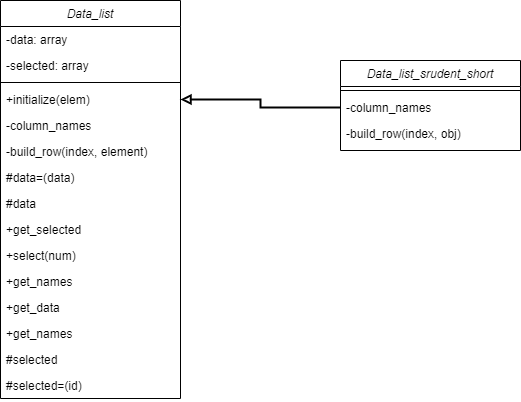 Data_list
-data: array
-selected: array
+initialize(elem)
-column_names
-build_row(index, element)
#data=(data)
#data
+get_selected
+select(num)
+get_names
+get_data
+get_names
#selected
#selected=(id)
Data_list_srudent_short
-column_names
-build_row(index, obj)